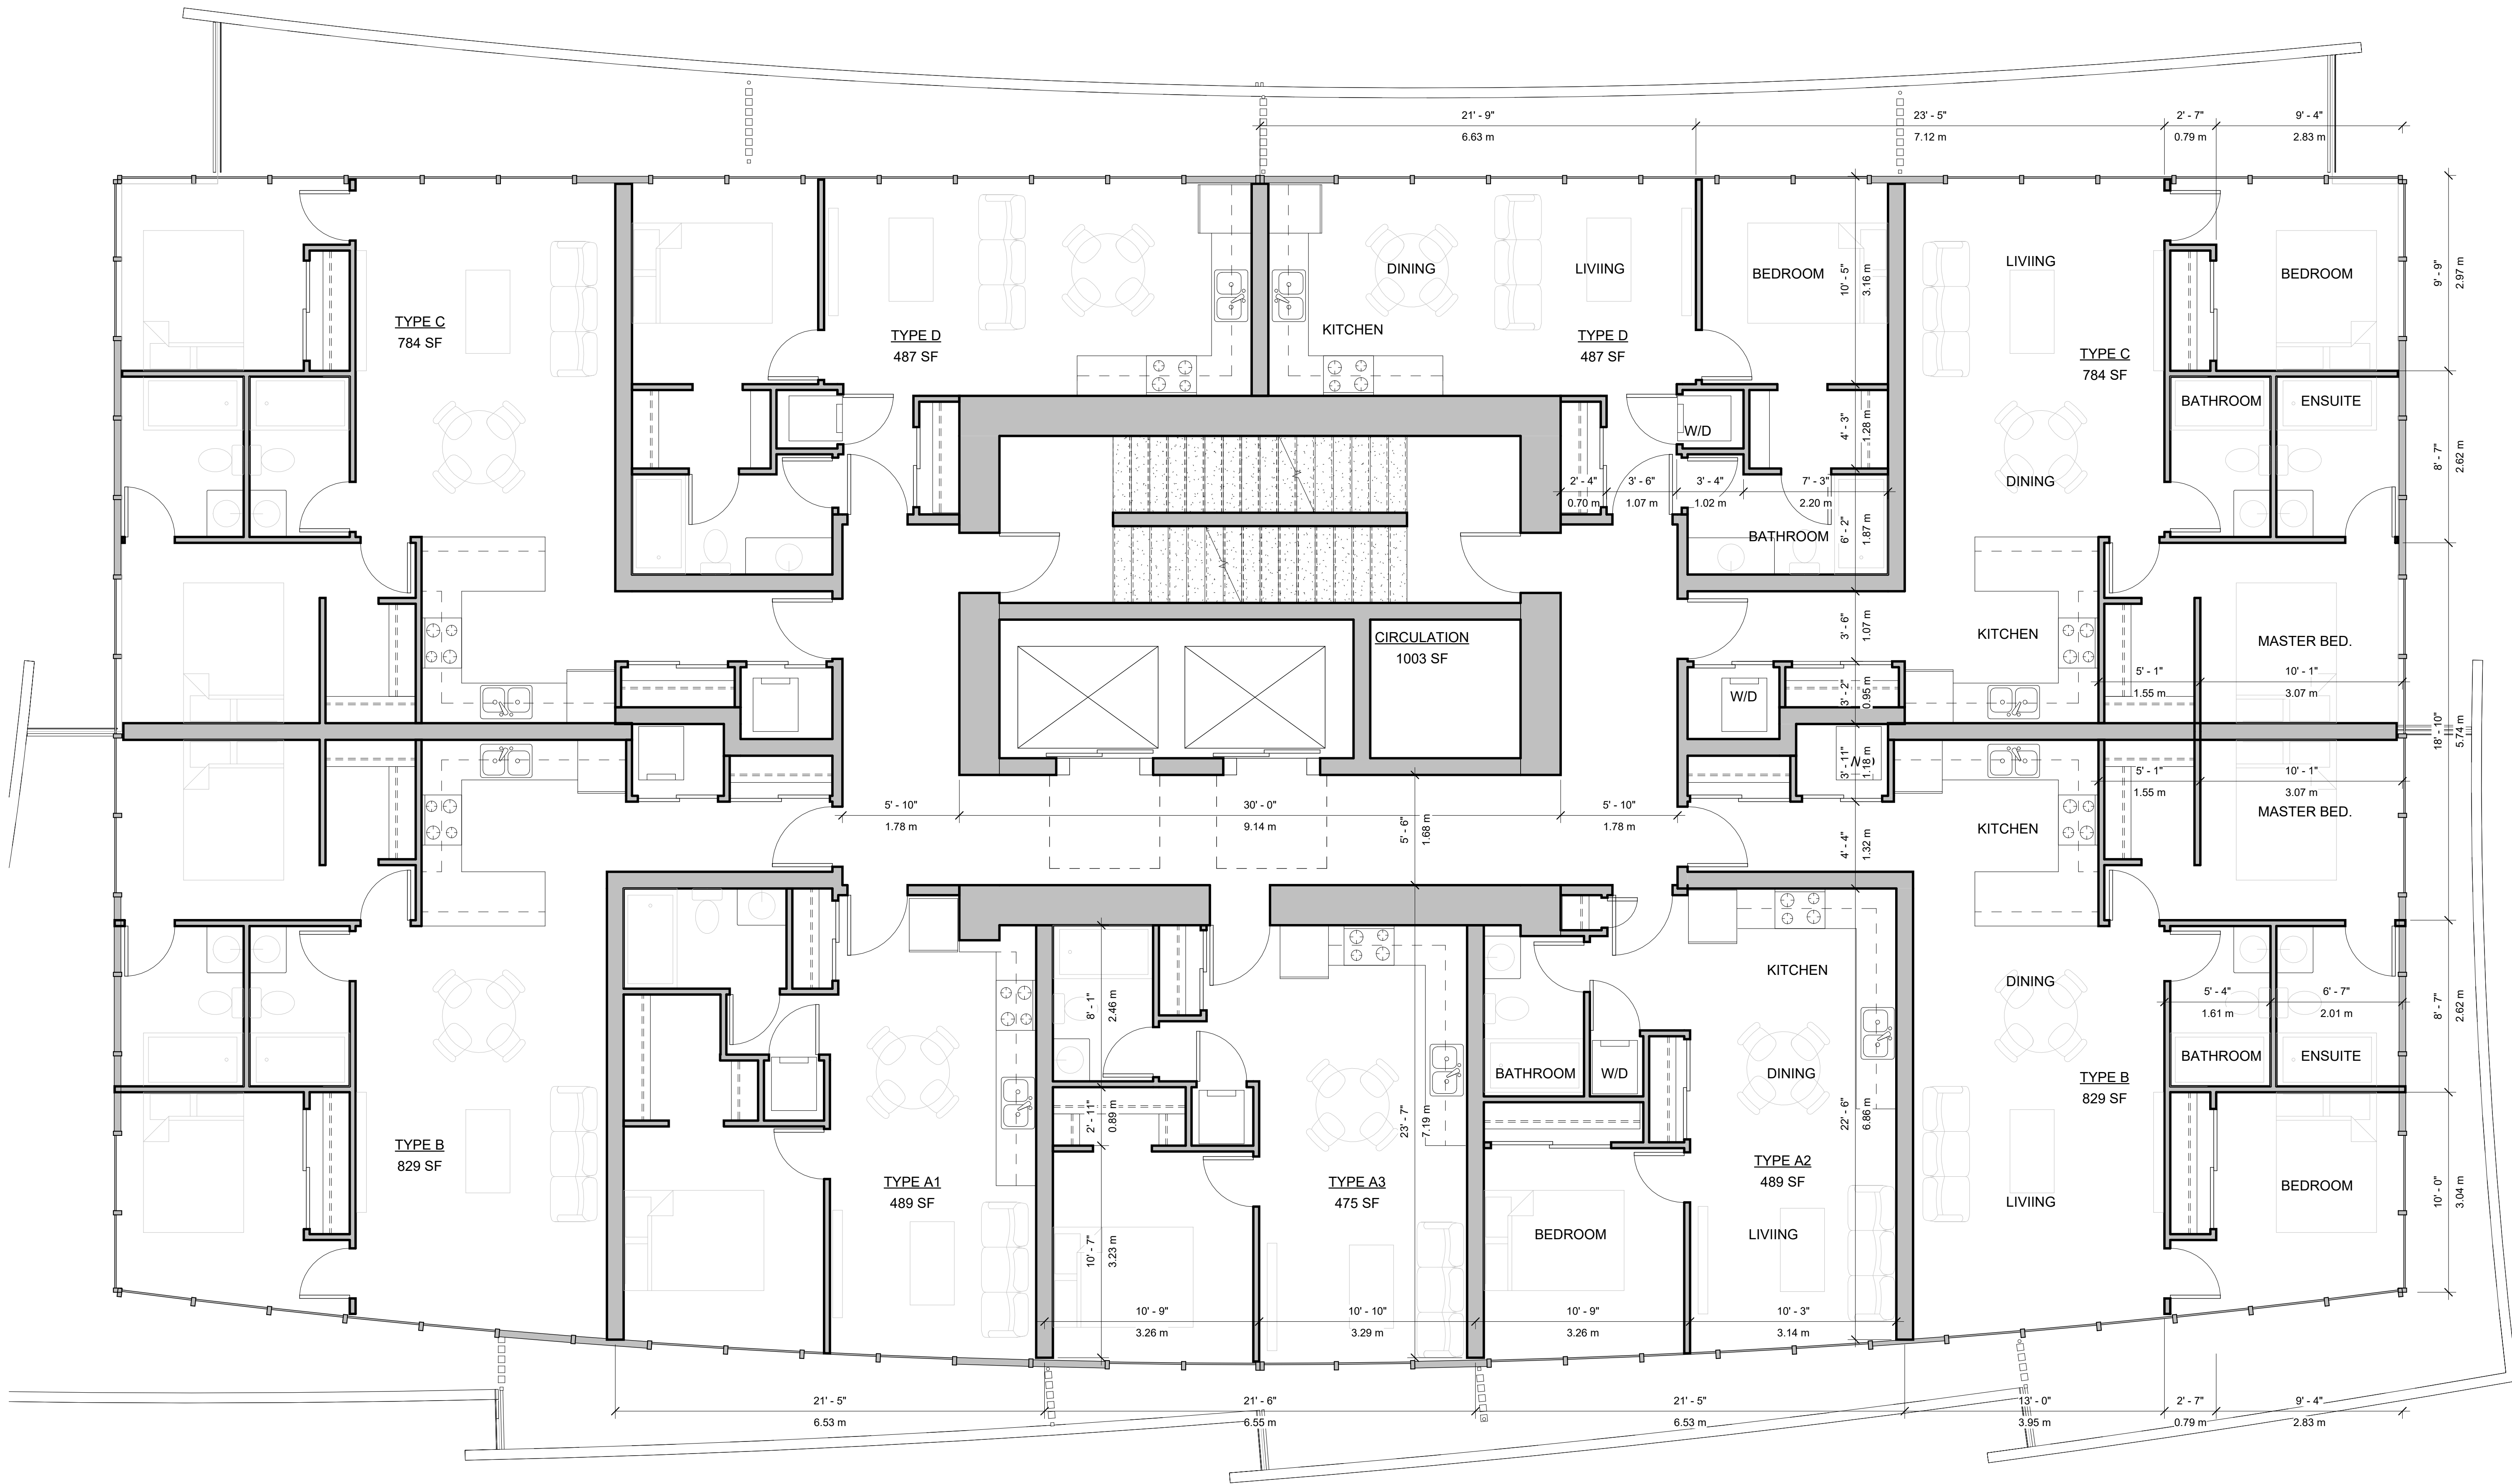 21' - 9"
23' - 5"
2' - 7"
9' - 4"
6.63 m
7.12 m
0.79 m
2.83 m
TYPE C
784 SF
TYPE D
487 SF
DINING
LIVIING
KITCHEN
TYPE D
487 SF
BEDROOM
10' - 5"
3.16 m
LIVIING
TYPE C
784 SF
BEDROOM
9' - 9"
2.97 m
BATHROOM
ENSUITE
W/D
4' - 3"
1.28 m
DINING
8' - 7"
2.62 m
2' - 4"
3' - 6"
3' - 4"
7' - 3"
0.70 m
1.07 m
1.02 m
2.20 m
6' - 2"
1.87 m
BATHROOM
CIRCULATION
1003 SF
3' - 6"
1.07 m
KITCHEN
MASTER BED.
W/D
3' - 2"
0.95 m
5' - 1"
10' - 1"
1.55 m
3.07 m
18' - 10"
5.74 m
3' - 11"
1.18 m
5' - 1"
10' - 1"
1.55 m
3.07 m
5' - 10"
30' - 0"
5' - 10"
1.78 m
9.14 m
1.78 m
5' - 6"
1.68 m
4' - 4"
1.32 m
KITCHEN
MASTER BED.
KITCHEN
DINING
8' - 1"
2.46 m
5' - 4"
6' - 7"
1.61 m
2.01 m
8' - 7"
2.62 m
BATHROOM
W/D
DINING
BATHROOM
ENSUITE
TYPE B
829 SF
2' - 11"
0.89 m
23' - 7"
7.19 m
22' - 6"
6.86 m
TYPE B
829 SF
TYPE A1
489 SF
TYPE A3
475 SF
TYPE A2
489 SF
BEDROOM
LIVIING
LIVIING
BEDROOM
10' - 0"
3.04 m
10' - 7"
3.23 m
10' - 9"
10' - 10"
10' - 9"
10' - 3"
3.26 m
3.29 m
3.26 m
3.14 m
21' - 5"
21' - 6"
21' - 5"
13' - 0"
2' - 7"
9' - 4"
6.53 m
6.55 m
6.53 m
3.95 m
0.79 m
2.83 m